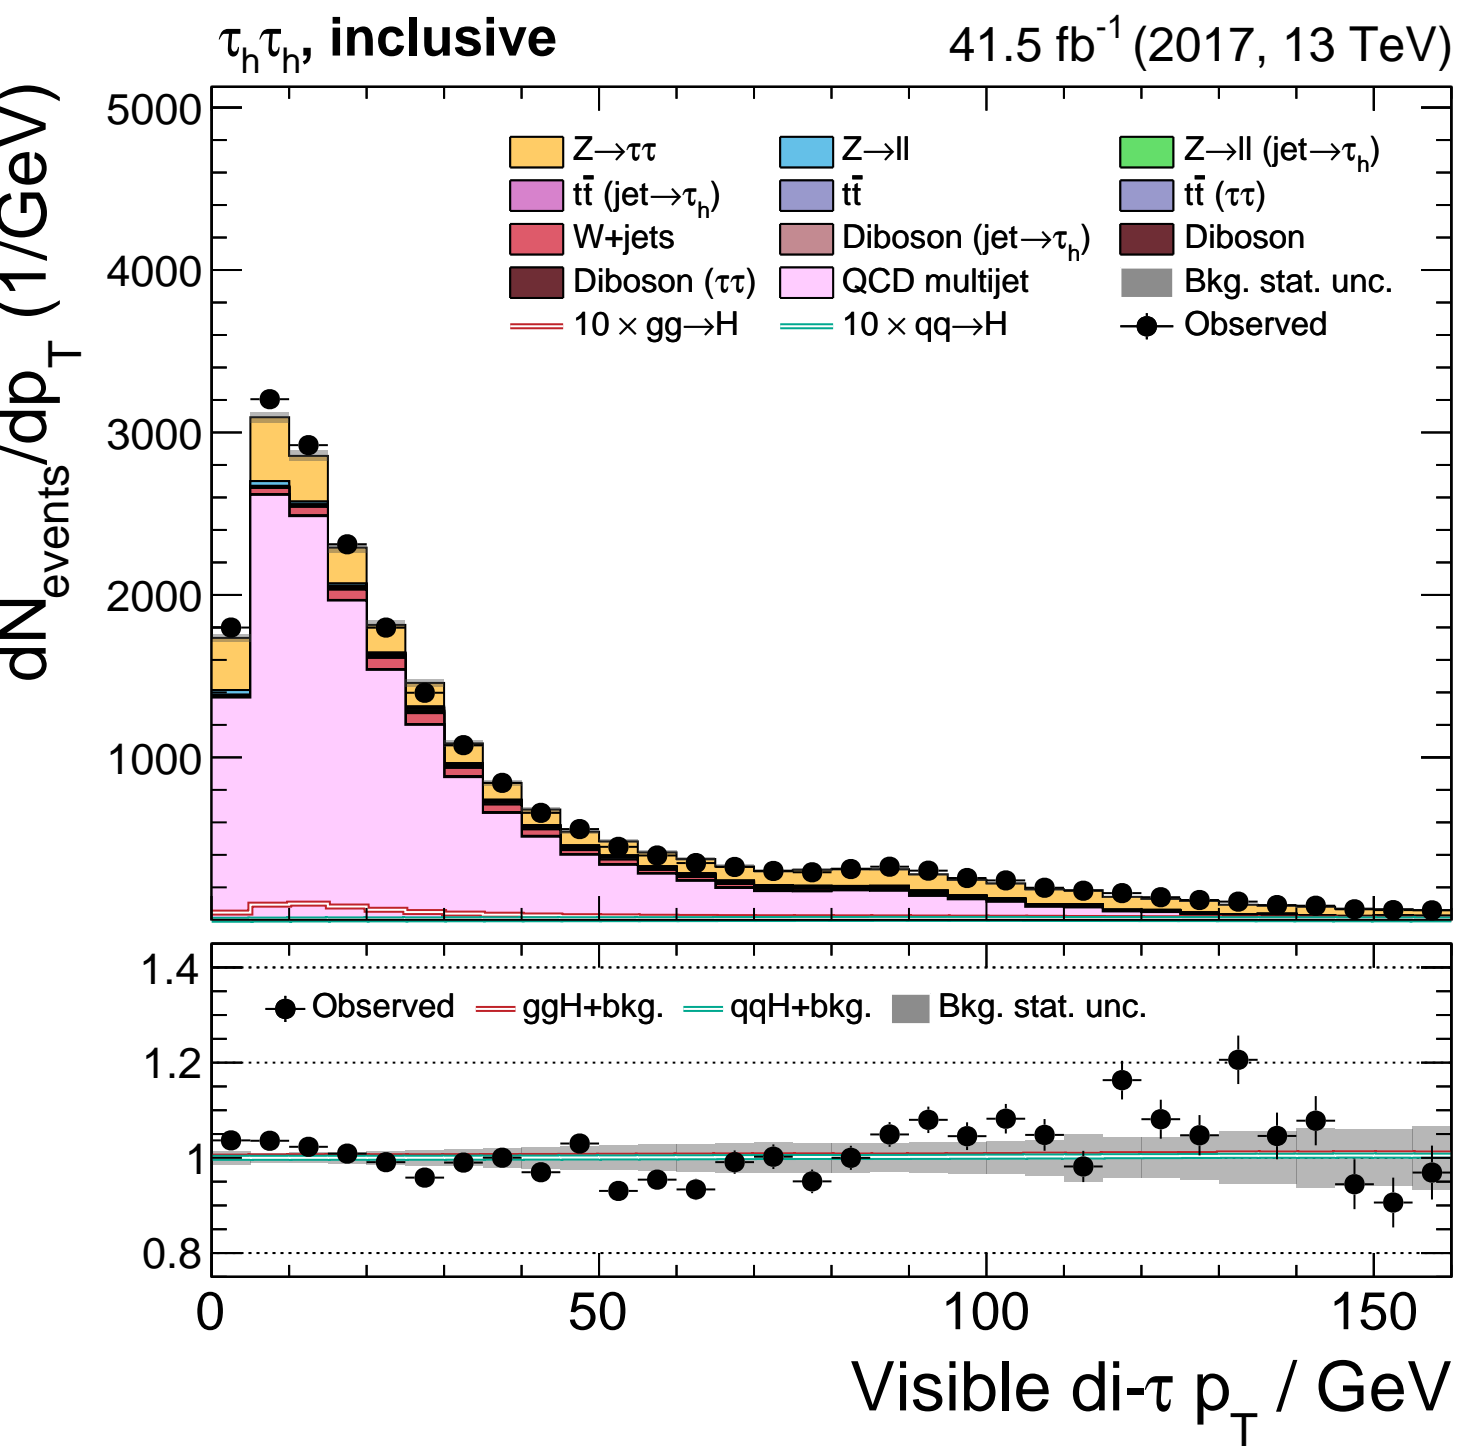 τhτh, inclusive 41.5 fb-1 (2017, 13 TeV)
dNevents/dpT (1/GeV)
5000
4000
3000
2000
1000
Z→ττ Z→ll Z→ll (jet→τh)
tt̄ (jet→τh) tt̄ tt̄ (ττ)
W+jets Diboson (jet→τh) Diboson
Diboson (ττ) QCD multijet Bkg. stat. unc.
10 × gg→H 10 × qq→H Observed
1.4
Observed ggH+bkg. qqH+bkg. Bkg. stat. unc.
1.2
1
0.8
0 50 100 150
Visible di-τ pT / GeV